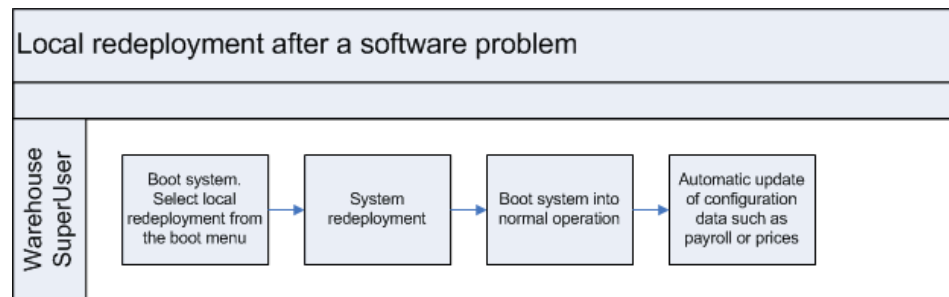 Local redeployment after a software problem
Warehouse
SuperUser
Boot system.
Select local
redeployment from
the boot menu
System
redeployment
Boot system into
normal operation
Automatic update
of configuration
data such as
payroll or prices